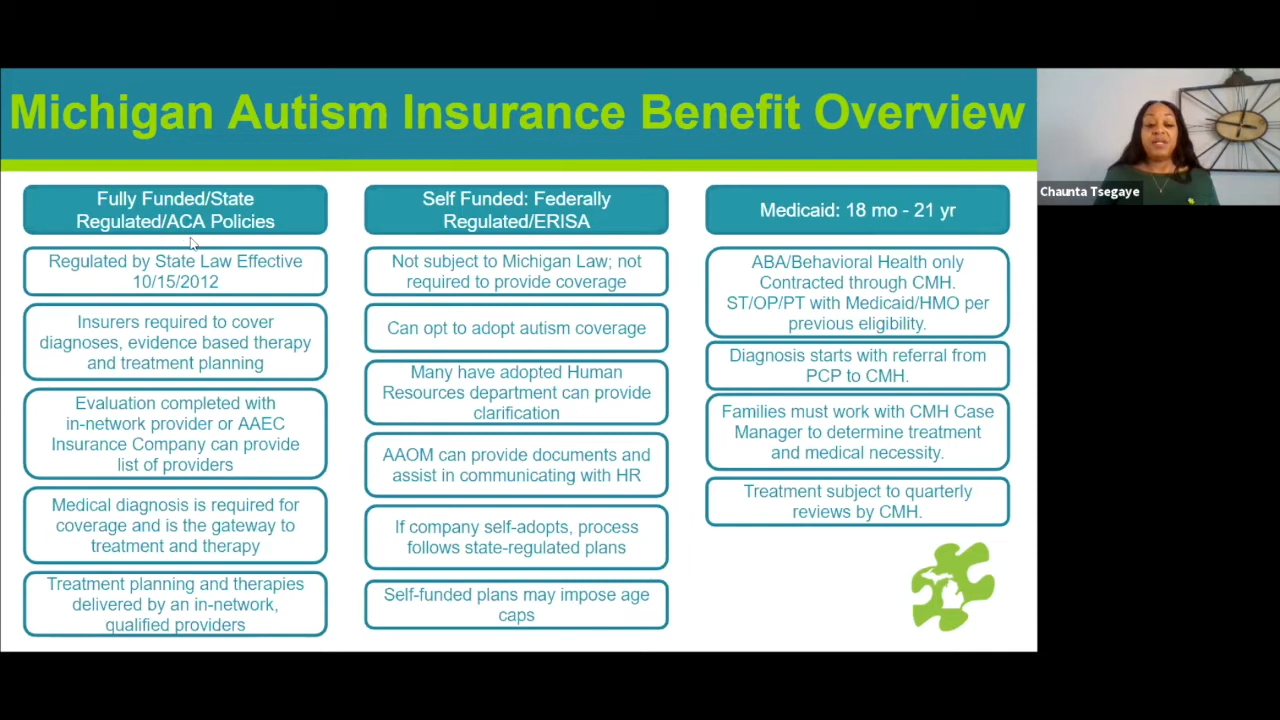 Michigan Autism Insurance Benefit Overview
Chaunta Tsegaye
Fully Funded/State
Regulated/ACA Policies
Regulated by State Law Effective
10/15/2012
Insurers required to cover
diagnoses, evidence based therapy
and treatment planning
Evaluation completed with
in-network provider or AAEC
Insurance Company can provide
list of providers
Medical diagnosis is required for
coverage and is the gateway to
treatment and therapy
Treatment planning and therapies
delivered by an in-network,
qualified providers
Self Funded: Federally
Regulated/ERISA
Not subject to Michigan Law; not
required to provide coverage
Can opt to adopt autism coverage
Many have adopted Human
Resources department can provide
clarification
AAOM can provide documents and
assist in communicating with HR
If company self-adopts, process
follows state-regulated plans
Self-funded plans may impose age
caps
Medicaid: 18 mo - 21 yr
ABA/Behavioral Health only
Contracted through CMH.
ST/OP/PT with Medicaid/HMO per
previous eligibility.
Diagnosis starts with referral from
PCP to CMH.
Families must work with CMH Case
Manager to determine treatment
and medical necessity.
Treatment subject to quarterly
reviews by CMH.